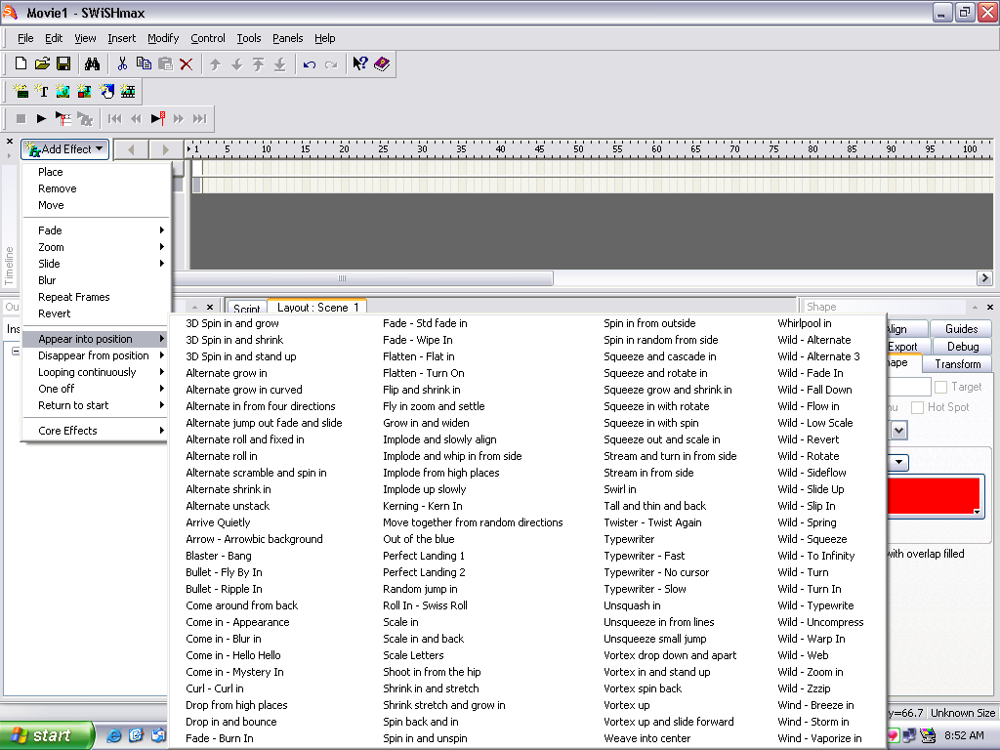 Movie1 - SWiSHmax
File Edit View Insert Modify Control Tools Panels Help
Add Effect
1 5 10 15 20 25 30 35 40 45 50 55 60 65 70 75 80 85 90 95 100
Place
Remove
Move
Fade
Zoom
Slide
Blur
Repeat Frames
Revert
Appear into position
Disappear from position
Looping continuously
One off
Return to start
Core Effects
Timeline
Ou
Ins
Script Layout : Scene_1
3D Spin in and grow
3D Spin in and shrink
3D Spin in and stand up
Alternate grow in
Alternate grow in curved
Alternate in from four directions
Alternate jump out fade and slide
Alternate roll and fixed in
Alternate roll in
Alternate scramble and spin in
Alternate shrink in
Alternate unstack
Arrive Quietly
Arrow - Arrowbic background
Blaster - Bang
Bullet - Fly By In
Bullet - Ripple In
Come around from back
Come in - Appearance
Come in - Blur in
Come in - Hello Hello
Come in - Mystery In
Curl - Curl in
Drop from high places
Drop in and bounce
Fade - Burn In
Fade - Std fade in
Fade - Wipe In
Flatten - Flat in
Flatten - Turn On
Flip and shrink in
Fly in zoom and settle
Grow in and widen
Implode and slowly align
Implode and whip in from side
Implode from high places
Implode up slowly
Kerning - Kern In
Move together from random directions
Out of the blue
Perfect Landing 1
Perfect Landing 2
Random jump in
Roll In - Swiss Roll
Scale in
Scale in and back
Scale Letters
Shoot in from the hip
Shrink in and stretch
Shrink stretch and grow in
Spin back and in
Spin in and unspin
Spin in from outside
Spin in random from side
Squeeze and cascade in
Squeeze and rotate in
Squeeze grow and shrink in
Squeeze in with rotate
Squeeze in with spin
Squeeze out and scale in
Stream and turn in from side
Stream in from side
Swirl in
Tall and thin and back
Twister - Twist Again
Typewriter
Typewriter - Fast
Typewriter - No cursor
Typewriter - Slow
Unsquash in
Unsqueeze in from lines
Unsqueeze small jump
Vortex drop down and apart
Vortex in and stand up
Vortex spin back
Vortex up
Vortex up and slide forward
Weave into center
Whirlpool in
Wild - Alternate
Wild - Alternate 3
Wild - Fade In
Wild - Fall Down
Wild - Flow in
Wild - Low Scale
Wild - Revert
Wild - Rotate
Wild - Sideflow
Wild - Slide Up
Wild - Slip In
Wild - Spring
Wild - Squeeze
Wild - To Infinity
Wild - Turn
Wild - Turn In
Wild - Typewrite
Wild - Uncompress
Wild - Warp In
Wild - Web
Wild - Zoom in
Wild - Zzzip
Wind - Breeze in
Wind - Storm in
Wind - Vaporize in
Shape
lign Guides
Export Debug
ape Transform
Target
nu Hot Spot
with overlap filled
y=66.7 Unknown Size
start
8:52 AM